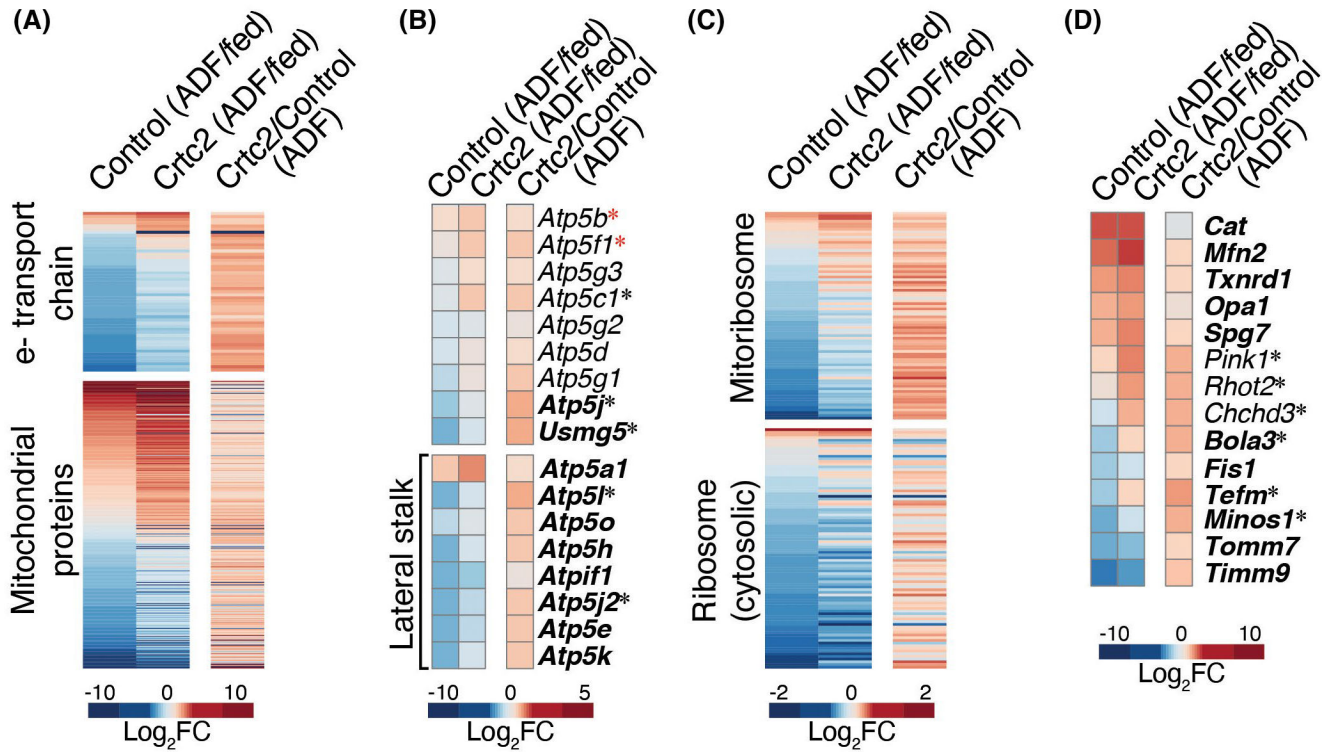 (A)
Control (ADF/fed)
Crtc2 (ADF/fed)
Crtc2/Control
(ADF)
e- transport
chain
Mitochondrial
proteins
-10 0 10
Log2FC
(B)
Control (ADF/fed)
Crtc2 (ADF/fed)
Crtc2/Control
(ADF)
Atp5b*
Atp5f1*
Atp5g3
Atp5c1*
Atp5g2
Atp5d
Atp5g1
Atp5j*
Usmg5*
Lateral stalk
Atp5a1
Atp5l*
Atp5o
Atp5h
Atpif1
Atp5j2*
Atp5e
Atp5k
-10 0 5
Log2FC
(C)
Control (ADF/fed)
Crtc2 (ADF/fed)
Crtc2/Control
(ADF)
Mitoribosome
Ribosome
(cytosolic)
-2 0 2
Log2FC
(D)
Control (ADF/fed)
Crtc2 (ADF/fed)
Crtc2/Control
(ADF)
Cat
Mfn2
Txnrd1
Opa1
Spg7
Pink1*
Rhot2*
Chchd3*
Bola3*
Fis1
Tefm*
Minos1*
Tomm7
Timm9
-10 0 10
Log2FC